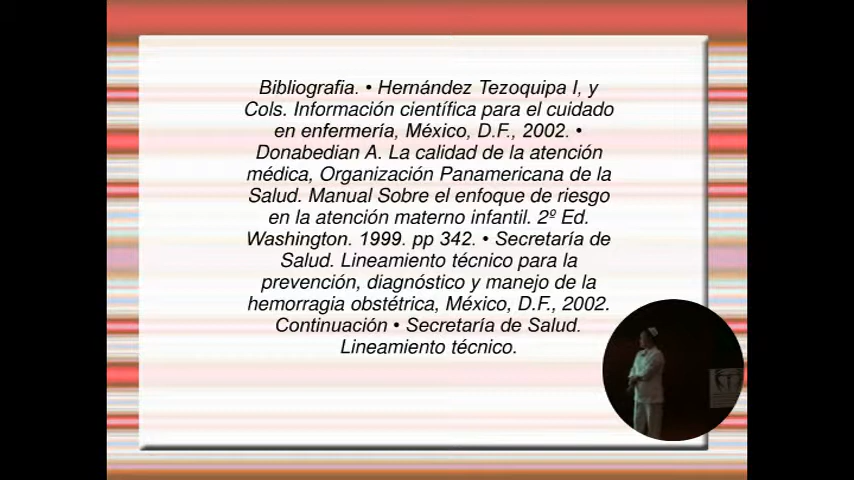 Bibliografia. • Hernández Tezoquipa I, y
Cols. Información científica para el cuidado
en enfermería, México, D.F., 2002. •
Donabedian A. La calidad de la atención
médica, Organización Panamericana de la
Salud. Manual Sobre el enfoque de riesgo
en la atención materno infantil. 2º Ed.
Washington. 1999. pp 342. • Secretaría de
Salud. Lineamiento técnico para la
prevención, diagnóstico y manejo de la
hemorragia obstétrica, México, D.F., 2002.
Continuación • Secretaría de Salud.
Lineamiento técnico.